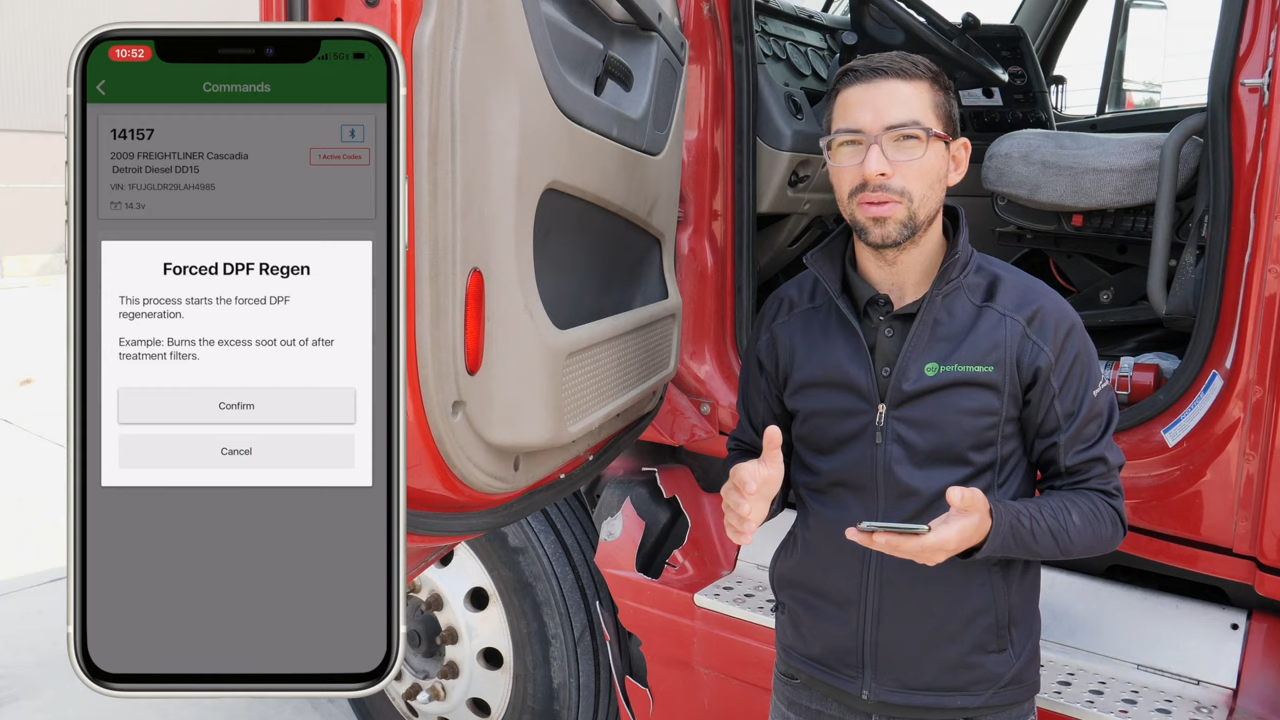 10:52
5G
Commands
14157
2009 FREIGHTLINER Cascadia
Detroit Diesel DD15
1 Active Codes
VIN: 1FUJGLDR29LAH4985
14.3v
Forced DPF Regen
This process starts the forced DPF
regeneration.
Example: Burns the excess soot out of after
treatment filters.
Confirm
Cancel
otr performance